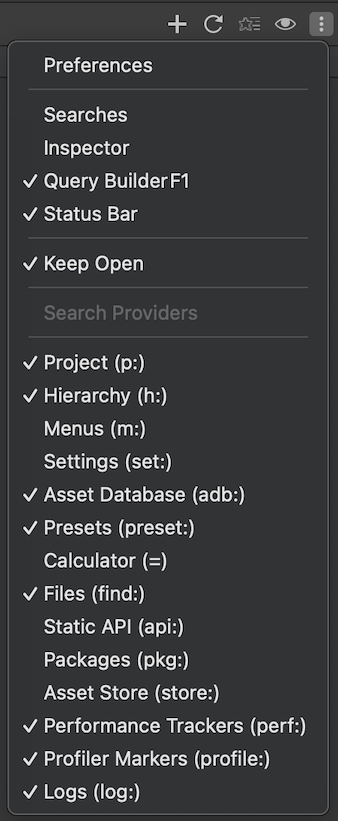 Preferences
Searches
Inspector
Query Builder F1
Status Bar
Keep Open
Search Providers
Project (p:)
Hierarchy (h:)
Menus (m:)
Settings (set:)
Asset Database (adb:)
Presets (preset:)
Calculator (=)
Files (find:)
Static API (api:)
Packages (pkg:)
Asset Store (store:)
Performance Trackers (perf:)
Profiler Markers (profile:)
Logs (log:)